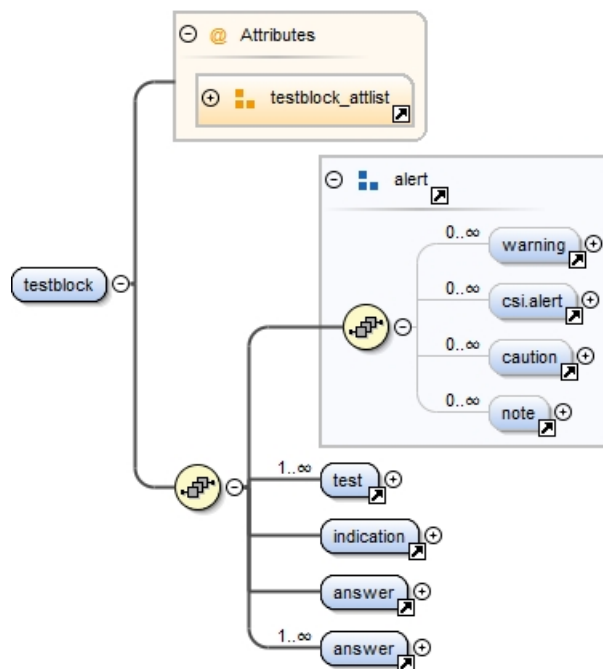 @ Attributes
testblock_attlist
alert
0..∞
warning
testblock
0..∞
csi.alert
0..∞
caution
0..∞
note
1..∞
test
indication
answer
1..∞
answer